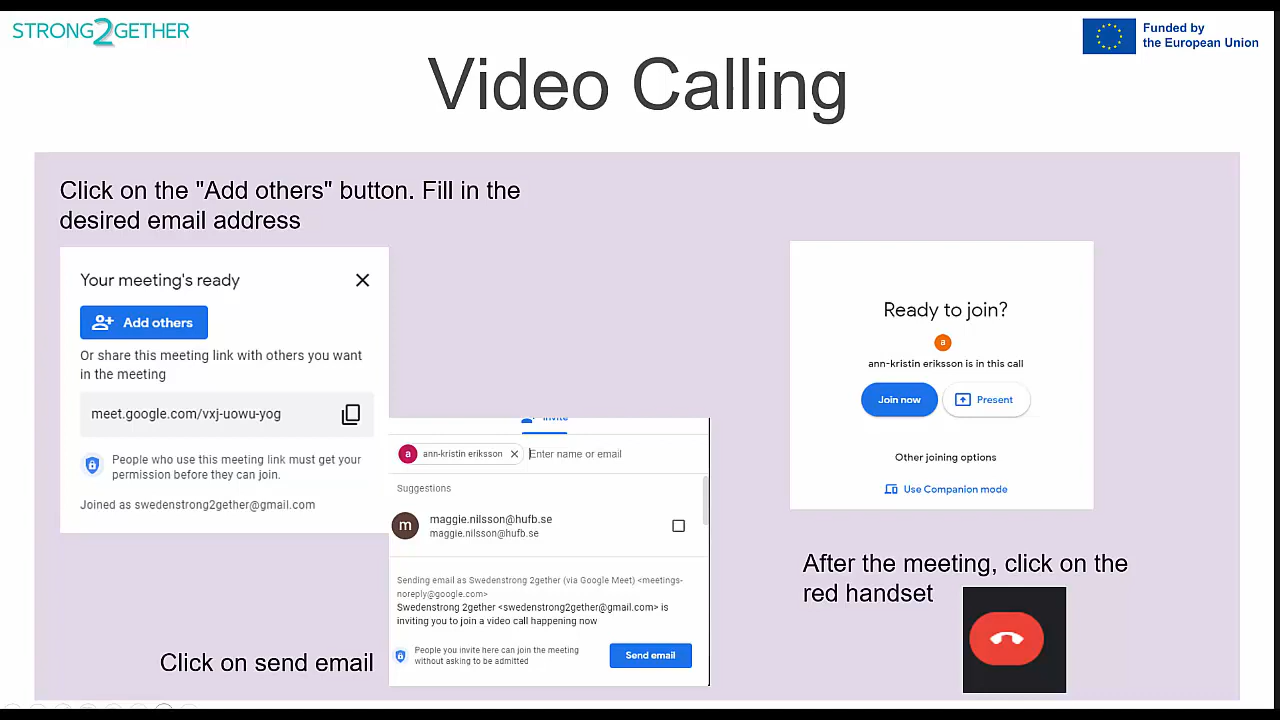 STRONG2GETHER
Funded by
the European Union
Video Calling
Click on the "Add others" button. Fill in the
desired email address
Your meeting's ready
Add others
Or share this meeting link with others you want
in the meeting
meet.google.com/vxj-uowu-yog
People who use this meeting link must get your
permission before they can join.
Joined as swedenstrong2gether@gmail.com
Invite
a
ann-kristin eriksson
Enter name or email
Suggestions
m
maggie.nilsson@hufb.se
maggie.nilsson@hufb.se
Sending email as Swedenstrong 2gether (via Google Meet) <meetings-
noreply@google.com>
Swedenstrong 2gether <swedenstrong2gether@gmail.com> is
inviting you to join a video call happening now
People you invite here can join the meeting
without asking to be admitted
Send email
Click on send email
Ready to join?
a
ann-kristin eriksson is in this call
Join now
Present
Other joining options
Use Companion mode
After the meeting, click on the
red handset